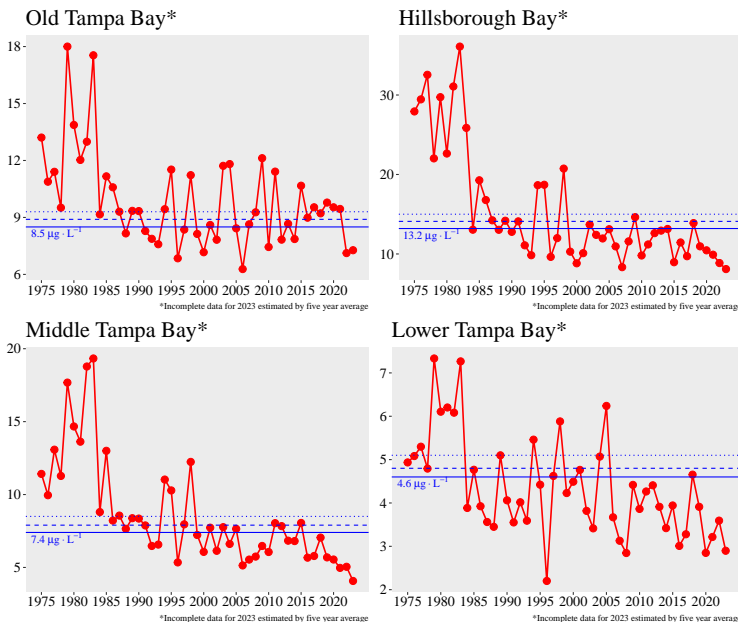 Old Tampa Bay*
18
15
12
9
6
8.5 μg · L⁻¹
1975 1980 1985 1990 1995 2000 2005 2010 2015 2020
*Incomplete data for 2023 estimated by five year average
Hillsborough Bay*
30
20
10
13.2 μg · L⁻¹
1975 1980 1985 1990 1995 2000 2005 2010 2015 2020
*Incomplete data for 2023 estimated by five year average
Middle Tampa Bay*
20
15
10
5
7.4 μg · L⁻¹
1975 1980 1985 1990 1995 2000 2005 2010 2015 2020
*Incomplete data for 2023 estimated by five year average
Lower Tampa Bay*
7
6
5
4
3
2
4.6 μg · L⁻¹
1975 1980 1985 1990 1995 2000 2005 2010 2015 2020
*Incomplete data for 2023 estimated by five year average